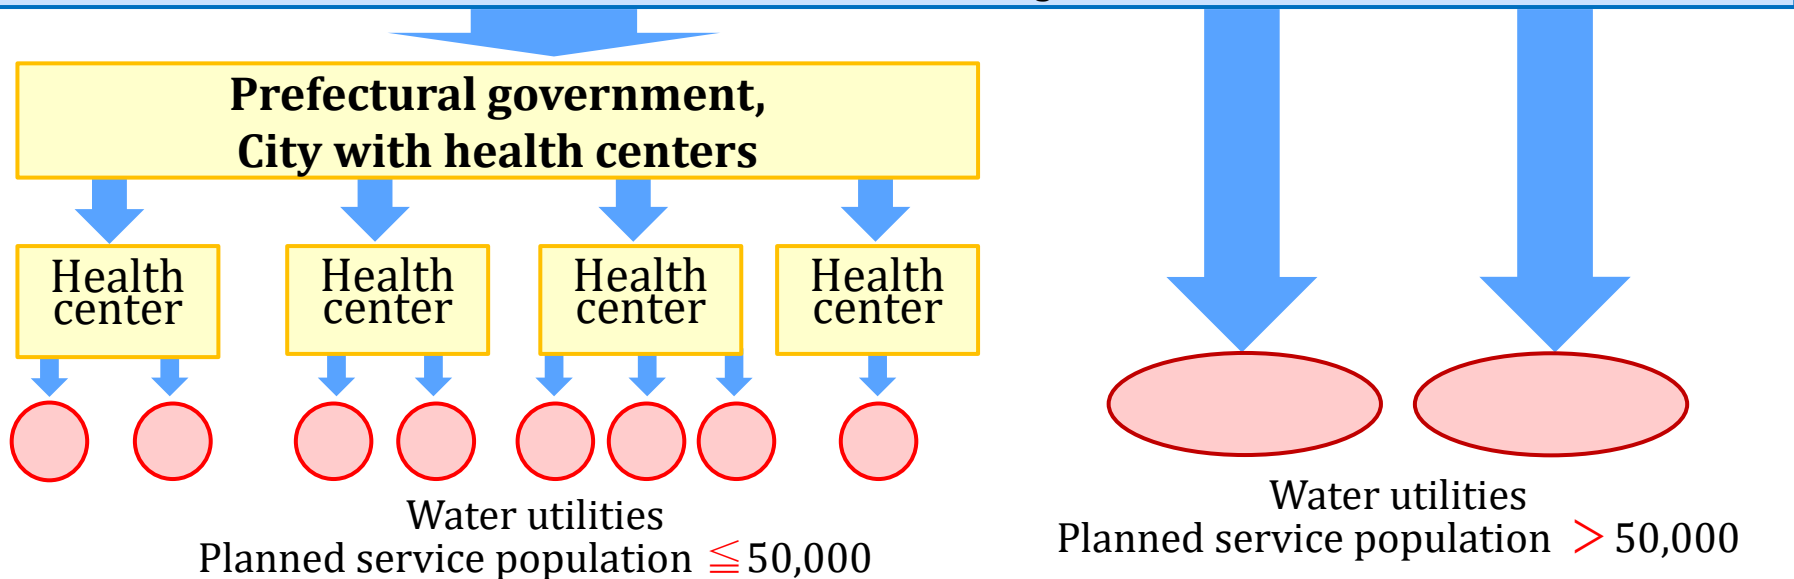 Prefectural government,
City with health centers
Health
center
Health
center
Health
center
Health
center
Water utilities
Planned service population ≦50,000
Water utilities
Planned service population ＞50,000